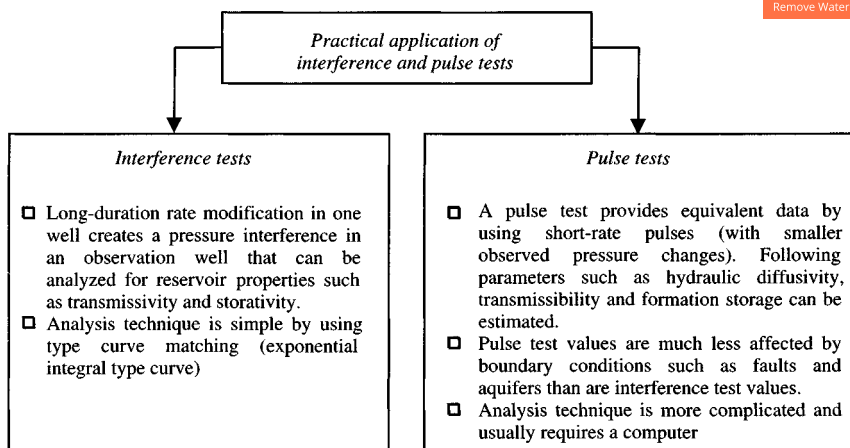 Remove Water
Practical application of
interference and pulse tests
Interference tests
Long-duration rate modification in one
well creates a pressure interference in
an observation well that can be
analyzed for reservoir properties such
as transmissivity and storativity.
Analysis technique is simple by using
type curve matching (exponential
integral type curve)
Pulse tests
A pulse test provides equivalent data by
using short-rate pulses (with smaller
observed pressure changes). Following
parameters such as hydraulic diffusivity,
transmissibility and formation storage can be
estimated.
Pulse test values are much less affected by
boundary conditions such as faults and
aquifers than are interference test values.
Analysis technique is more complicated and
usually requires a computer